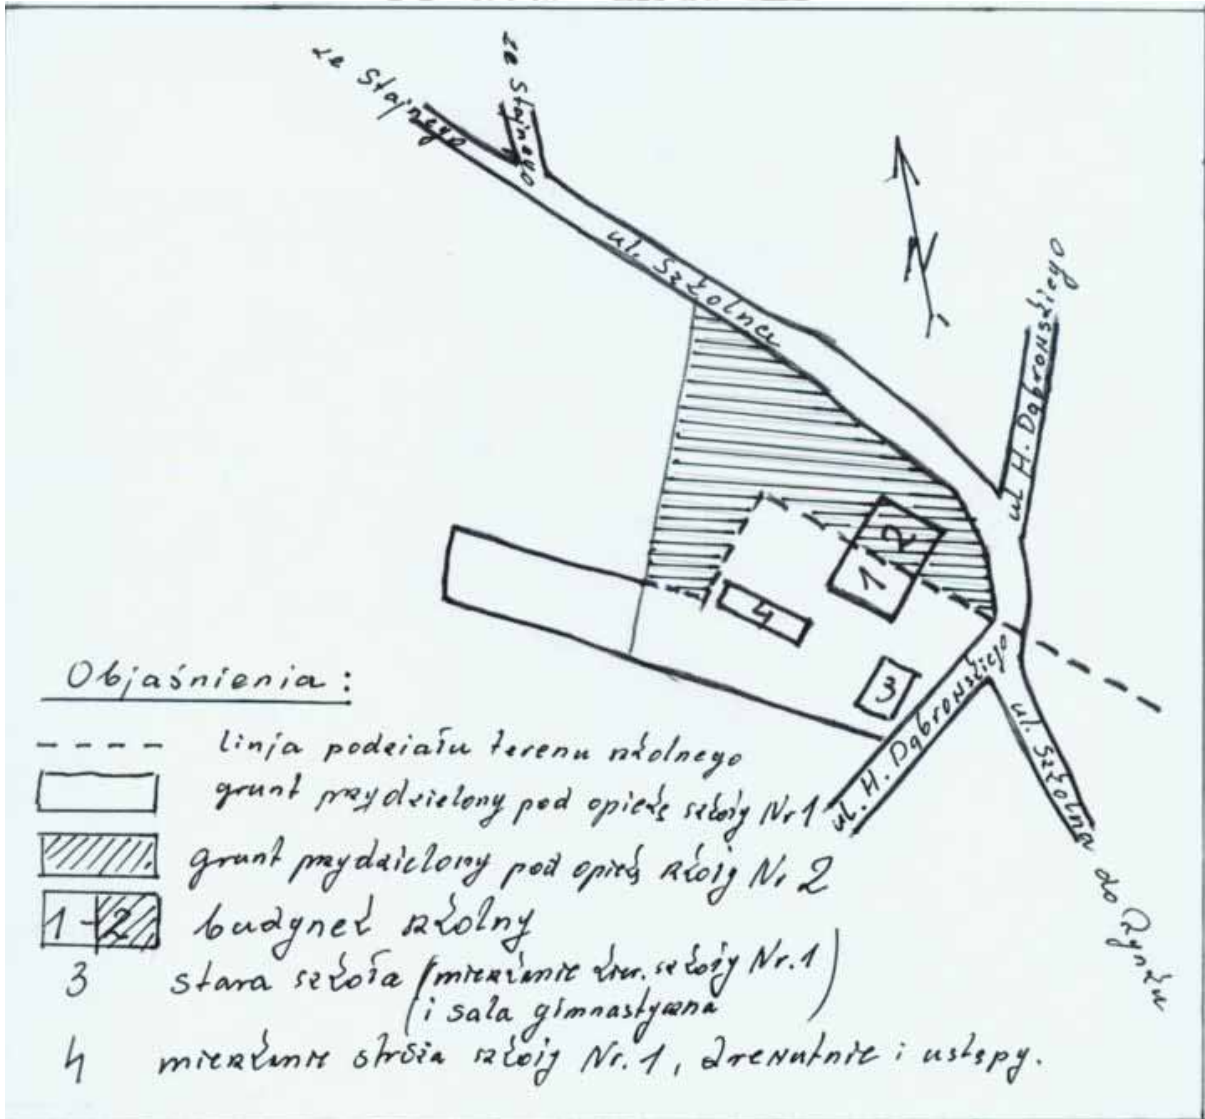 ze Stajnego
ze Stajnego
ul. Szkolna
N
ul H. Dąbrowskiego
2
1
4
3
ul. H. Dąbrowskiego
ul. Szkolna do Rynku
Objaśnienia:
linja podziału terenu szkolnego
grunt przydzielony pod opiekę szkoły Nr 1
grunt przydzielony pod opiekę szkoły Nr 2
1-2 budynek szkolny
3 stara szkoła (mieszkanie kier. szkoły Nr.1
i sala gimnastyczna)
4 mieszkanie stróża szkoły Nr.1, drewutnie i ustępy.